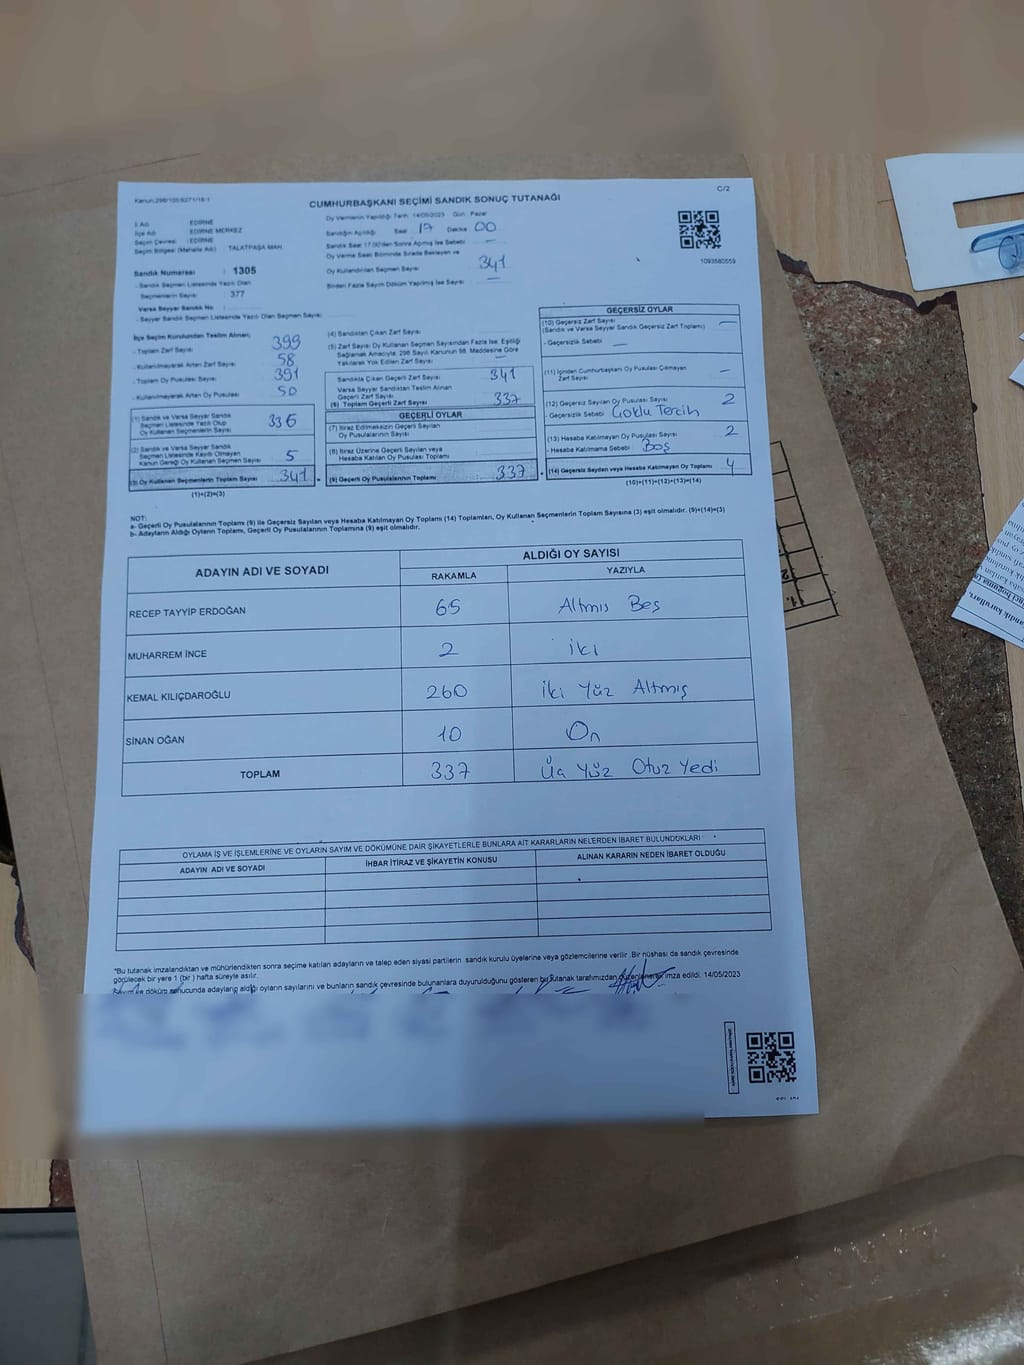 Kanun:298/105:6271/18-1
C/2
CUMHURBAŞKANI SEÇİMİ SANDIK SONUÇ TUTANAĞI
İl Adı : EDİRNE
İlçe Adı : EDİRNE MERKEZ
Seçim Çevresi : EDİRNE
Seçim Bölgesi (Mahalle Adı) : TALATPAŞA MAH.
Sandık Numarası : 1305
- Sandık Seçmen Listesinde Yazılı Olan
Seçmenlerin Sayısı : 377
Varsa Seyyar Sandık No :
- Seyyar Sandık Seçmen Listesinde Yazılı Olan Seçmen Sayısı :
Oy Vermenin Yapıldığı Tarih 14/05/2023 Gün Pazar
Sandığın Açıldığı Saat 17 Dakika 00
Sandık Saat 17.00'den Sonra Açılmış İse Sebebi —
Oy Verme Saati Bitiminde Sırada Bekleyen ve
Oy Kullandırılan Seçmen Sayısı 341
Birden Fazla Sayım Döküm Yapılmış İse Sayısı —
1093580559
İlçe Seçim Kurulundan Teslim Alınan;
- Toplam Zarf Sayısı : 399
- Kullanılmayarak Artan Zarf Sayısı : 58
- Toplam Oy Pusulası Sayısı : 391
- Kullanılmayarak Artan Oy Pusulası : 50
(1) Sandık ve Varsa Seyyar Sandık
Seçmen Listesinde Yazılı Olup
Oy Kullanan Seçmenlerin Sayısı 336
(2) Sandık ve Varsa Seyyar Sandık
Seçmen Listesinde Kaydı Olmayan
Kanun Gereği Oy Kullanan Seçmen Sayısı 5
(3) Oy Kullanan Seçmenlerin Toplam Sayısı 341
(1)+(2)=(3)
(4) Sandıktan Çıkan Zarf Sayısı
(5) Zarf Sayısı Oy Kullanan Seçmen Sayısından Fazla ise, Eşitliği
Sağlamak Amacıyla, 298 Sayılı Kanunun 98. Maddesine Göre
Yakılarak Yok Edilen Zarf Sayısı —
Sandıkta Çıkan Geçerli Zarf Sayısı 341
Varsa Seyyar Sandıktan Teslim Alınan
Geçerli Zarf Sayısı
(6) Toplam Geçerli Zarf Sayısı 337
GEÇERLİ OYLAR
(7) İtiraz Edilmeksizin Geçerli Sayılan
Oy Pusulalarının Sayısı
(8) İtiraz Üzerine Geçerli Sayılan veya
Hesaba Katılan Oy Pusulası Toplamı
(9) Geçerli Oy Pusulalarının Toplamı 337
GEÇERSİZ OYLAR
(10) Geçersiz Zarf Sayısı —
(Sandık ve Varsa Seyyar Sandık Geçersiz Zarf Toplamı)
- Geçersizlik Sebebi —
(11) İçinden Cumhurbaşkanı Oy Pusulası Çıkmayan
Zarf Sayısı —
(12) Geçersiz Sayılan Oy Pusulası Sayısı 2
- Geçersizlik Sebebi Çoklu Tercih
(13) Hesaba Katılmayan Oy Pusulası Sayısı 2
- Hesaba Katılmama Sebebi Boş
(14) Geçersiz Sayılan veya Hesaba Katılmayan Oy Toplamı 4
(10)+(11)+(12)+(13)=(14)
NOT:
a- Geçerli Oy Pusulalarının Toplamı (9) ile Geçersiz Sayılan veya Hesaba Katılmayan Oy Toplamı (14) Toplamları, Oy Kullanan Seçmenlerin Toplam Sayısına (3) eşit olmalıdır. (9)+(14)=(3)
b- Adayların Aldığı Oyların Toplamı, Geçerli Oy Pusulalarının Toplamına (9) eşit olmalıdır.
ADAYIN ADI VE SOYADI ALDIĞI OY SAYISI
RAKAMLA YAZIYLA
RECEP TAYYİP ERDOĞAN 65 Altmış Beş
MUHARREM İNCE 2 iki
KEMAL KILIÇDAROĞLU 260 iki Yüz Altmış
SİNAN OĞAN 10 On
TOPLAM 337 Üç Yüz Otuz Yedi
OYLAMA İŞ VE İŞLEMLERİNE VE OYLARIN SAYIM VE DÖKÜMÜNE DAİR ŞİKAYETLERLE BUNLARA AİT KARARLARIN NELERDEN İBARET BULUNDUKLARI
ADAYIN ADI VE SOYADI İHBAR İTİRAZ VE ŞİKAYETİN KONUSU ALINAN KARARIN NEDEN İBARET OLDUĞU
*Bu tutanak imzalandıktan ve mühürlendikten sonra seçime katılan adayların ve talep eden siyasi partilerin sandık kurulu üyelerine veya gözlemcilerine verilir. Bir nüshası da sandık çevresinde
görülecek bir yere 1 (bir) hafta süreyle asılır.
Sayım ve döküm sonucunda adayların aldığı oyların sayılarını ve bunların sandık çevresinde bulunanlara duyurulduğunu gösteren bu tutanak tarafımızdan düzenlenerek imza edildi. 14/05/2023